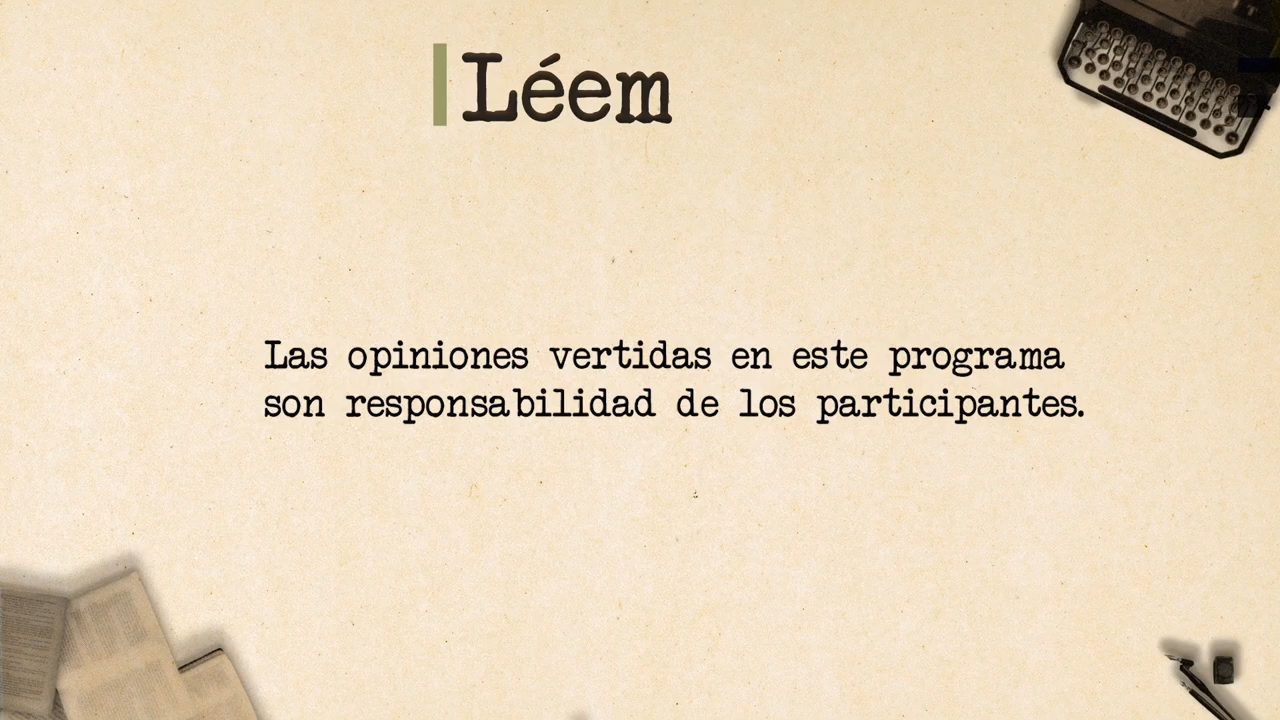 Léem
Las opiniones vertidas en este programa
son responsabilidad de los participantes.